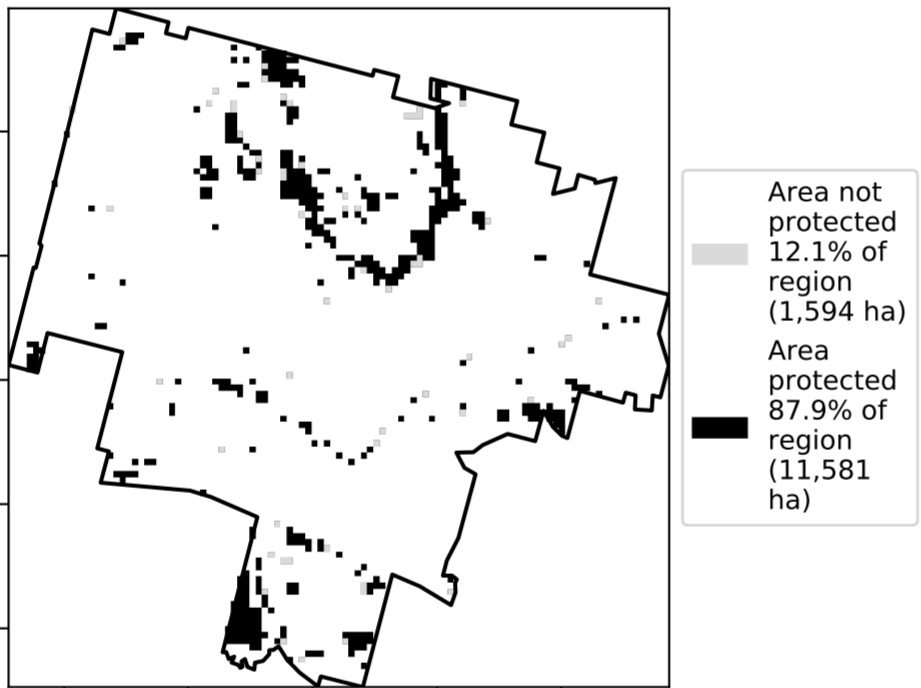 Area not
protected
12.1% of
region
(1,594 ha)
Area
protected
87.9% of
region
(11,581
ha)